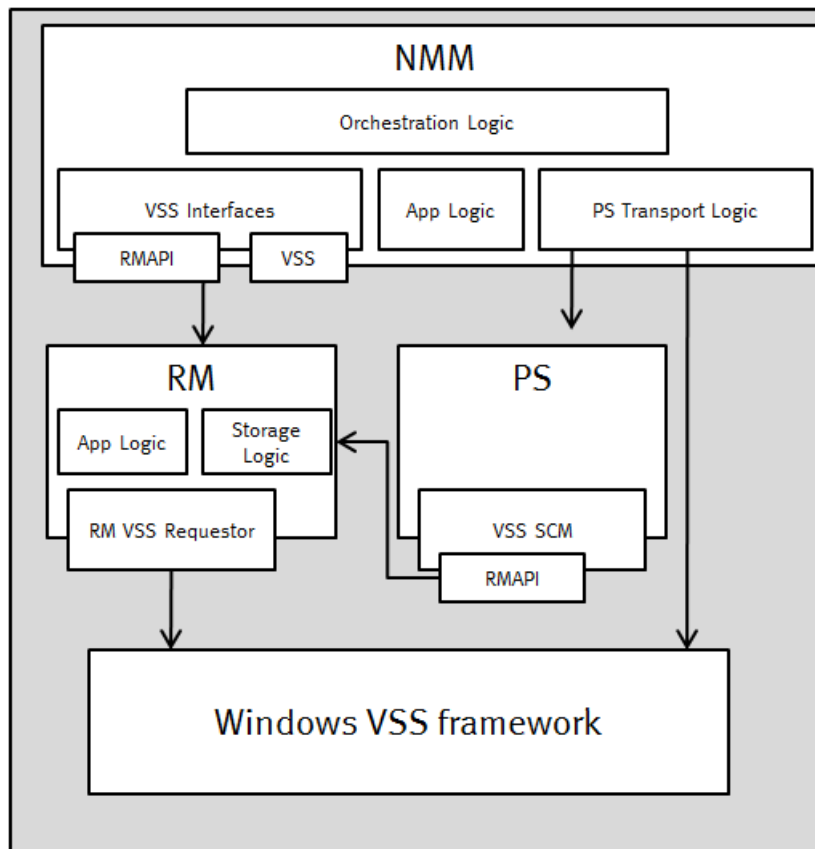 NMM
Orchestration Logic
VSS Interfaces
App Logic
PS Transport Logic
RMAPI
VSS
RM
PS
App Logic
Storage
Logic
RM VSS Requestor
VSS SCM
RMAPI
Windows VSS framework